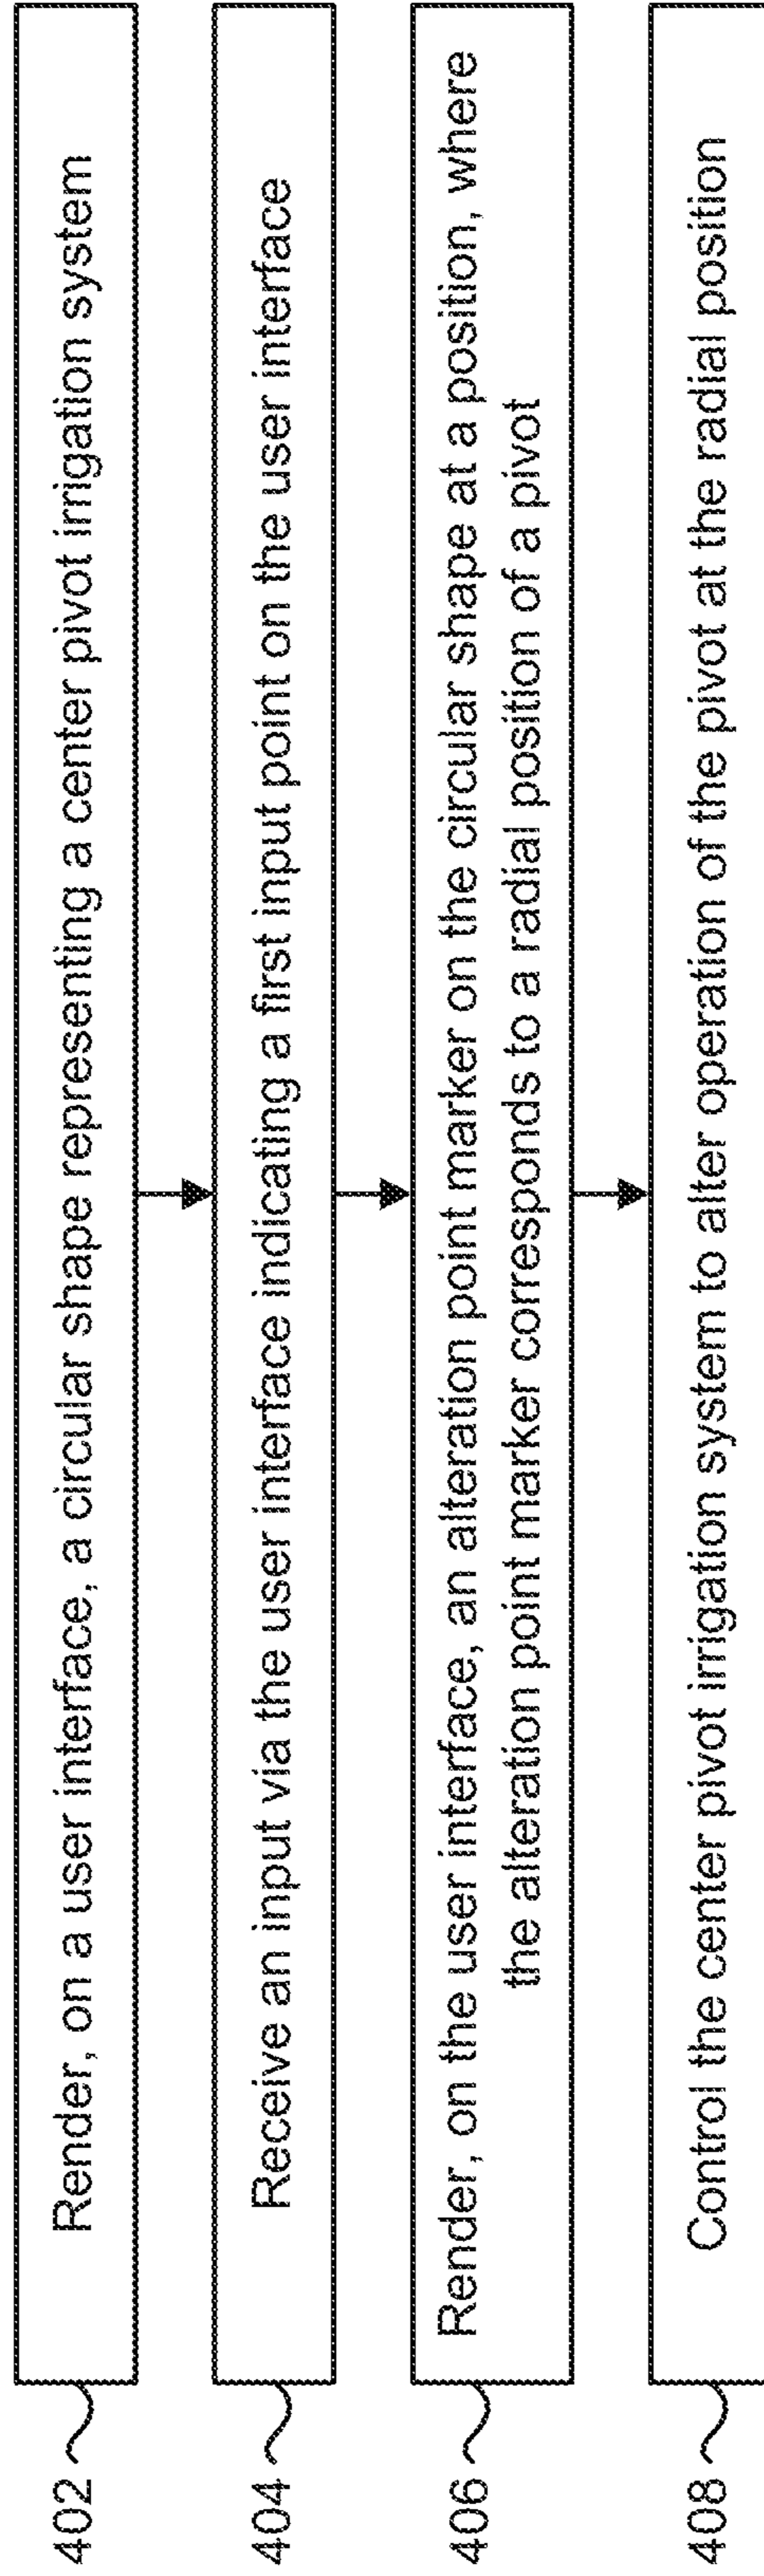 402
Render, on a user interface, a circular shape representing a center pivot irrigation system
404
Receive an input via the user interface indicating a first input point on the user interface
406
Render, on the user interface, an alteration point marker on the circular shape at a position, where
the alteration point marker corresponds to a radial position of a pivot
408
Control the center pivot irrigation system to alter operation of the pivot at the radial position